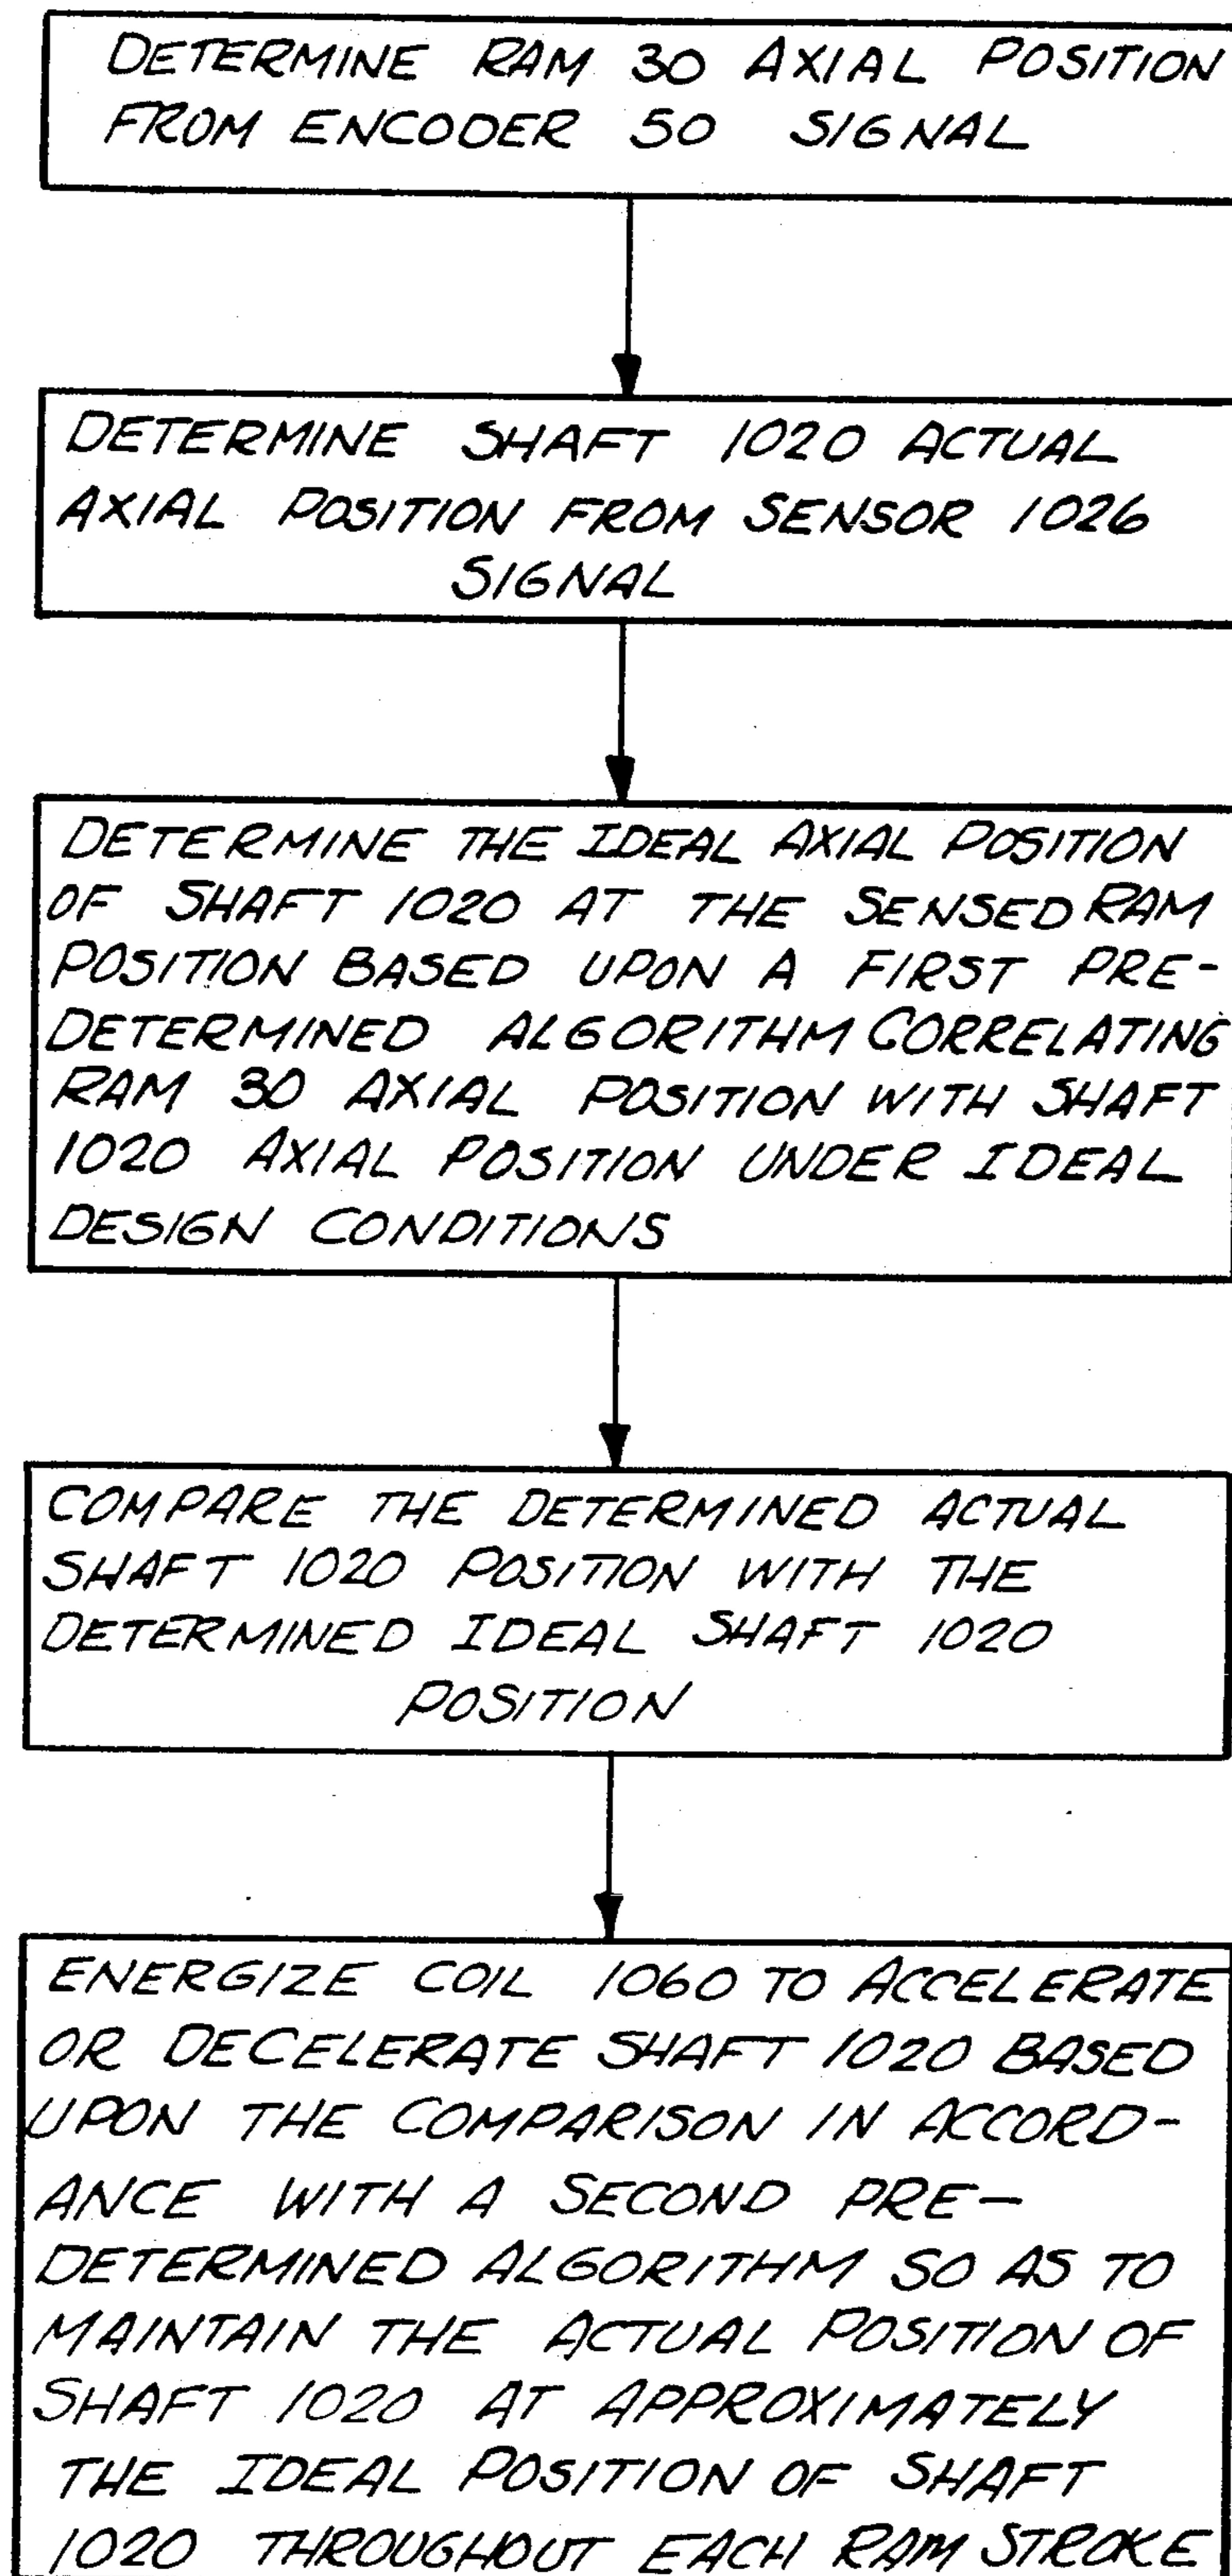 DETERMINE RAM 30 AXIAL POSITION
FROM ENCODER 50 SIGNAL
DETERMINE SHAFT 1020 ACTUAL
AXIAL POSITION FROM SENSOR 1026
SIGNAL
DETERMINE THE IDEAL AXIAL POSITION
OF SHAFT 1020 AT THE SENSED RAM
POSITION BASED UPON A FIRST PRE-
DETERMINED ALGORITHM CORRELATING
RAM 30 AXIAL POSITION WITH SHAFT
1020 AXIAL POSITION UNDER IDEAL
DESIGN CONDITIONS
COMPARE THE DETERMINED ACTUAL
SHAFT 1020 POSITION WITH THE
DETERMINED IDEAL SHAFT 1020
POSITION
ENERGIZE COIL 1060 TO ACCELERATE
OR DECELERATE SHAFT 1020 BASED
UPON THE COMPARISON IN ACCORD-
ANCE WITH A SECOND PRE-
DETERMINED ALGORITHM SO AS TO
MAINTAIN THE ACTUAL POSITION OF
SHAFT 1020 AT APPROXIMATELY
THE IDEAL POSITION OF SHAFT
1020 THROUGHOUT EACH RAM STROKE